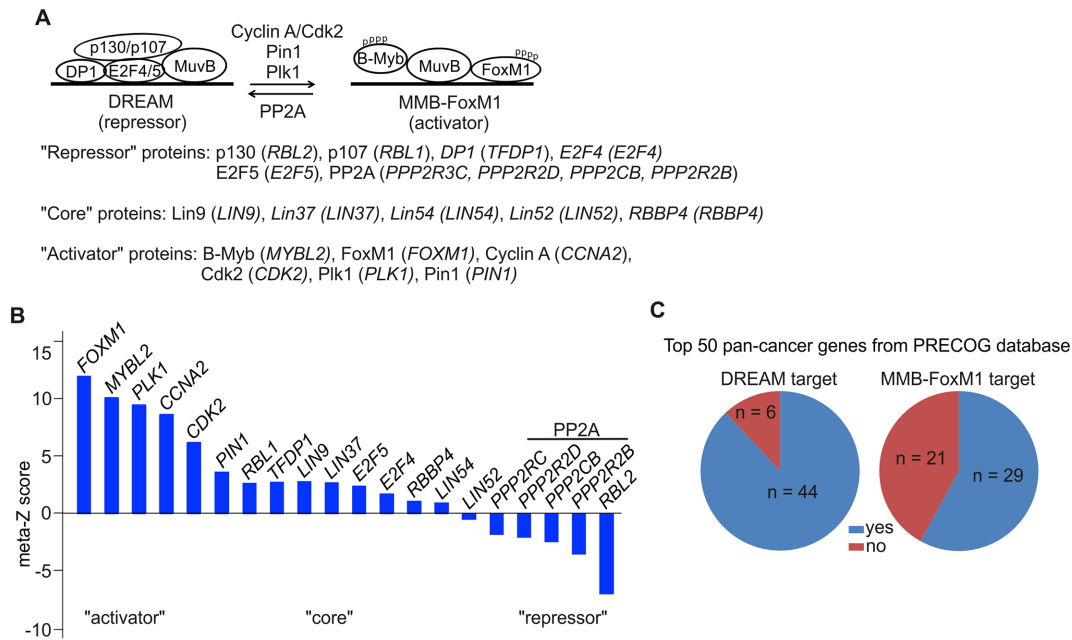 A
Cyclin A/Cdk2
Pin1
Plk1
PP2A
p130/p107
DP1
E2F4/5
MuvB
DREAM
(repressor)
pppp
B-Myb
MuvB
pppp
FoxM1
MMB-FoxM1
(activator)
"Repressor" proteins: p130 (RBL2), p107 (RBL1), DP1 (TFDP1), E2F4 (E2F4)
E2F5 (E2F5), PP2A (PPP2R3C, PPP2R2D, PPP2CB, PPP2R2B)
"Core" proteins: Lin9 (LIN9), Lin37 (LIN37), Lin54 (LIN54), Lin52 (LIN52), RBBP4 (RBBP4)
"Activator" proteins: B-Myb (MYBL2), FoxM1 (FOXM1), Cyclin A (CCNA2),
Cdk2 (CDK2), Plk1 (PLK1), Pin1 (PIN1)
B
meta-Z score
15
10
5
0
-5
-10
FOXM1
MYBL2
PLK1
CCNA2
CDK2
PIN1
RBL1
TFDP1
LIN9
LIN37
E2F5
E2F4
RBBP4
LIN54
LIN52
PP2A
PPP2RC
PPP2R2D
PPP2CB
PPP2R2B
RBL2
"activator"
"core"
"repressor"
C
Top 50 pan-cancer genes from PRECOG database
DREAM target
n = 6
n = 44
MMB-FoxM1 target
n = 21
n = 29
yes
no